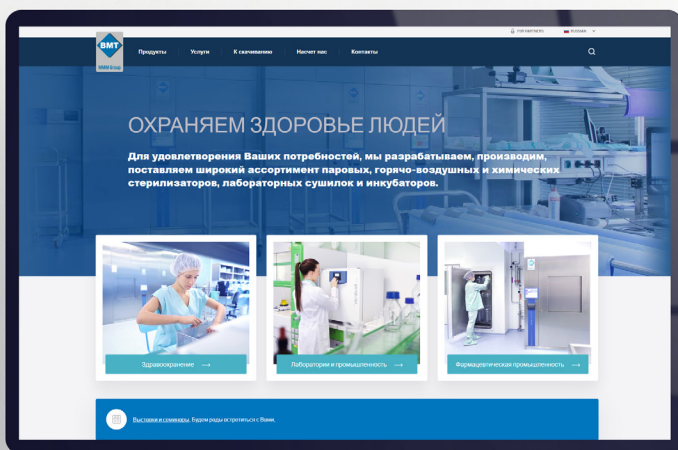 FOR PARTNERS
RUSSIAN
BMT
MMM Group
Продукты
Услуги
К скачиванию
Насчет нас
Контакты
ОХРАНЯЕМ ЗДОРОВЬЕ ЛЮДЕЙ
Для удовлетворения Ваших потребностей, мы разрабатываем, производим,
поставляем широкий ассортимент паровых, горячо-воздушных и химических
стерилизаторов, лабораторных сушилок и инкубаторов.
Здравоохранение →
Лаборатории и промышленность →
Фармацевтическая промышленность →
Выставки и семинары. Будем рады встретиться с Вами.